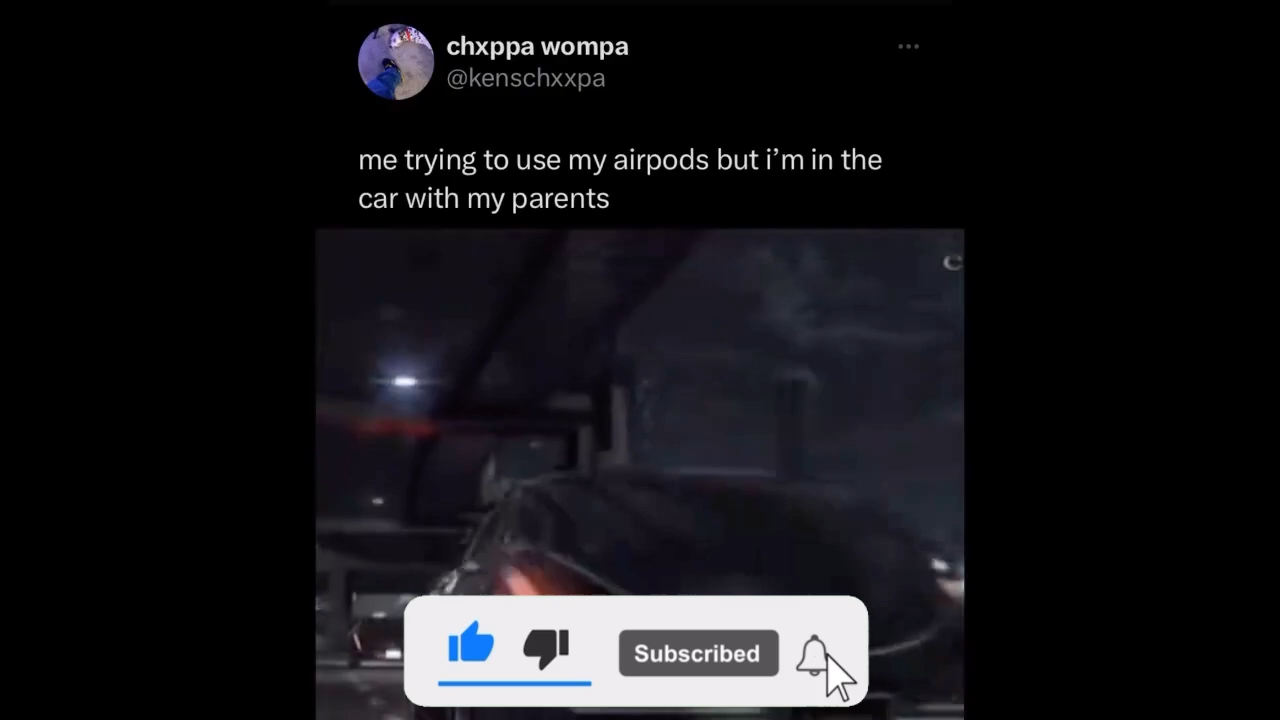 chxppa wompa
@kenschxxpa
me trying to use my airpods but i’m in the
car with my parents
Subscribed